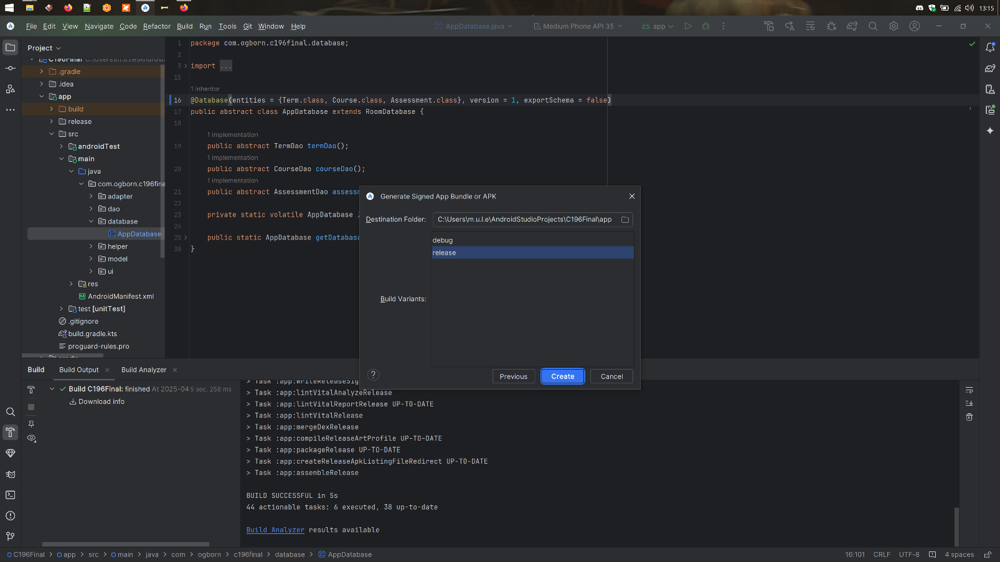 13:15
File Edit View Navigate Code Refactor Build Run Tools Git Window Help
AppDatabase.java
Medium Phone API 35
app
Project
C196Final C:\Users\m.u.l.e\Android
.gradle
.idea
app
build
release
src
androidTest
main
java
com.ogborn.c196fina
adapter
dao
database
AppDatabase
helper
model
ui
res
AndroidManifest.xml
test [unitTest]
.gitignore
build.gradle.kts
proguard-rules.pro
1 package com.ogborn.c196final.database;
2
3 import ...
15
1 inheritor
16 @Database(entities = {Term.class, Course.class, Assessment.class}, version = 1, exportSchema = false)
17 public abstract class AppDatabase extends RoomDatabase {
18
1 implementation
19 public abstract TermDao termDao();
1 implementation
20 public abstract CourseDao courseDao();
1 implementation
21 public abstract AssessmentDao assessm
22
23 private static volatile AppDatabase
24
25 public static AppDatabase getDatabase
38 }
Generate Signed App Bundle or APK
Destination Folder: C:\Users\m.u.l.e\AndroidStudioProjects\C196Final\app
debug
release
Build Variants:
? Previous Create Cancel
Build Build Output Build Analyzer
Build C196Final: finished At 2025-04 5 sec, 258 ms
Download info
> Task :app:writeReleaseSig
> Task :app:lintVitalAnalyzeRelease
> Task :app:lintVitalReportRelease UP-TO-DATE
> Task :app:lintVitalRelease
> Task :app:mergeDexRelease
> Task :app:compileReleaseArtProfile UP-TO-DATE
> Task :app:packageRelease UP-TO-DATE
> Task :app:createReleaseApkListingFileRedirect UP-TO-DATE
> Task :app:assembleRelease
BUILD SUCCESSFUL in 5s
44 actionable tasks: 6 executed, 38 up-to-date
Build Analyzer results available
C196Final > app > src > main > java > com > ogborn > c196final > database > AppDatabase
16:101 CRLF UTF-8 4 spaces